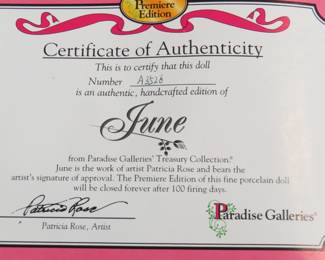 Premiere
Edition
Certificate of Authenticity
This is to certify that this doll
Number A3526
is an authentic, handcrafted edition of
June
from Paradise Galleries' Treasury Collection.®
June is the work of artist Patricia Rose and bears the
artist's signature of approval. The Premiere Edition of this fine porcelain doll
will be closed forever after 100 firing days.
Patricia Rose
Patricia Rose, Artist
Paradise Galleries®